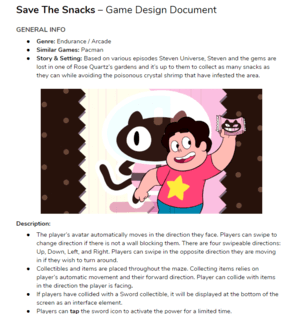 Save The Snacks – Game Design Document
GENERAL INFO
● Genre: Endurance / Arcade
● Similar Games: Pacman
● Story & Setting: Based on various episodes Steven Universe, Steven and the gems are
lost in one of Rose Quartz's gardens and it's up to them to collect as many snacks as
they can while avoiding the poisonous crystal shrimp that have infested the area.
Description:
● The player's avatar automatically moves in the direction they face. Players can swipe to
change direction if there is not a wall blocking them. There are four swipeable directions:
Up, Down, Left, and Right. Players can swipe in the opposite direction they are moving
if they wish to turn around.
● Collectibles and items are placed throughout the maze. Collecting items relies on
player's automatic movement and their forward direction. Player can collide with items
in the direction the player is facing.
● If players have collided with a Sword collectible, it will be displayed at the bottom of the
screen as an interface element.
● Players can tap the sword icon to activate the power for a limited time.